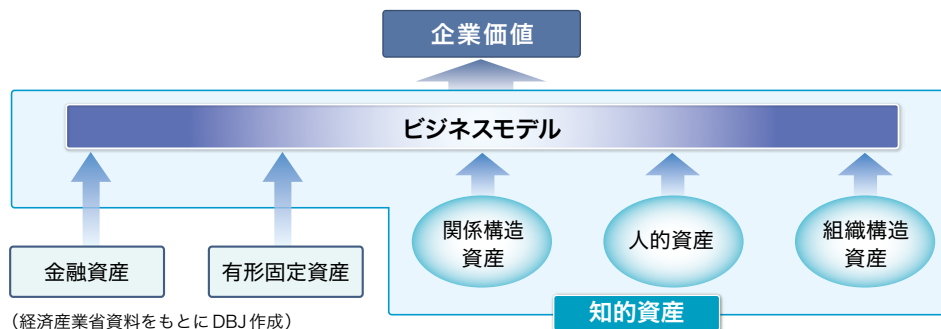 企業価値
ビジネスモデル
関係構造
資産
人的資産
組織構造
資産
金融資産
有形固定資産
知的資産
(経済産業省資料をもとにDBJ作成)